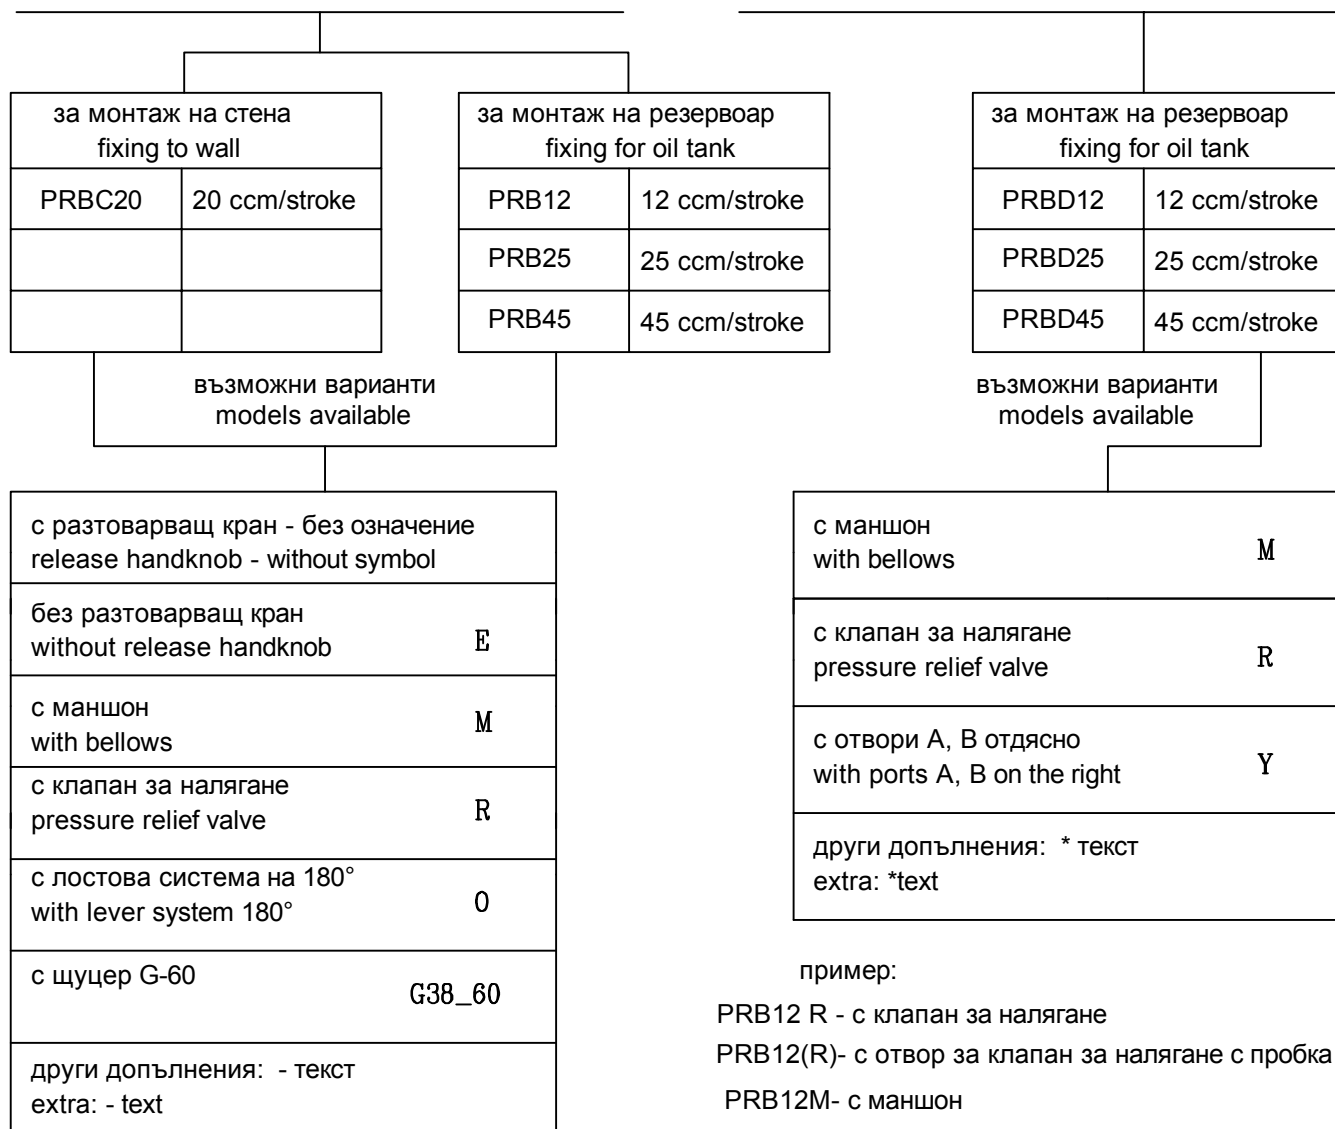 за монтаж на стена
fixing to wall
PRBC20 20 ccm/stroke
за монтаж на резервоар
fixing for oil tank
PRB12 12 ccm/stroke
PRB25 25 ccm/stroke
PRB45 45 ccm/stroke
за монтаж на резервоар
fixing for oil tank
PRBD12 12 ccm/stroke
PRBD25 25 ccm/stroke
PRBD45 45 ccm/stroke
възможни варианти
models available
възможни варианти
models available
с разтоварващ кран - без означение
release handknob - without symbol
без разтоварващ кран
without release handknob E
с маншон
with bellows M
с клапан за налягане
pressure relief valve R
с лостова система на 180°
with lever system 180° O
с щуцер G-60 G38_60
други допълнения: - текст
extra: - text
с маншон
with bellows M
с клапан за налягане
pressure relief valve R
с отвори А, В отдясно
with ports A, B on the right Y
други допълнения: * текст
extra: *text
пример:
PRB12 R - с клапан за налягане
PRB12(R)- с отвор за клапан за налягане с пробка
PRB12M- с маншон